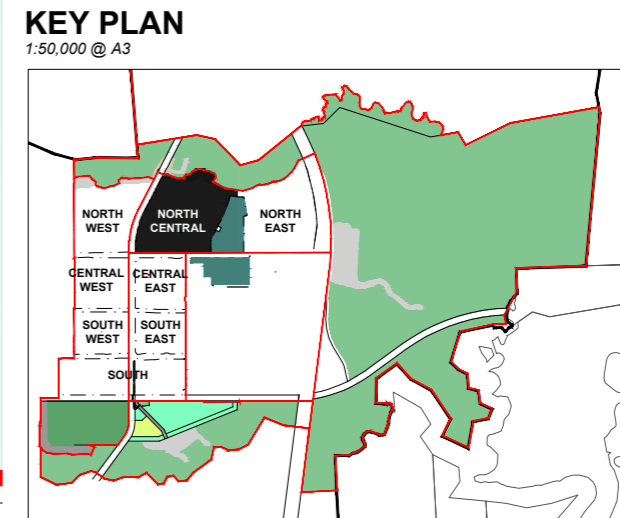 KEY PLAN
1:50,000 @ A3
NORTH
WEST
NORTH
CENTRAL
NORTH
EAST
CENTRAL
WEST
CENTRAL
EAST
SOUTH
WEST
SOUTH
EAST
SOUTH